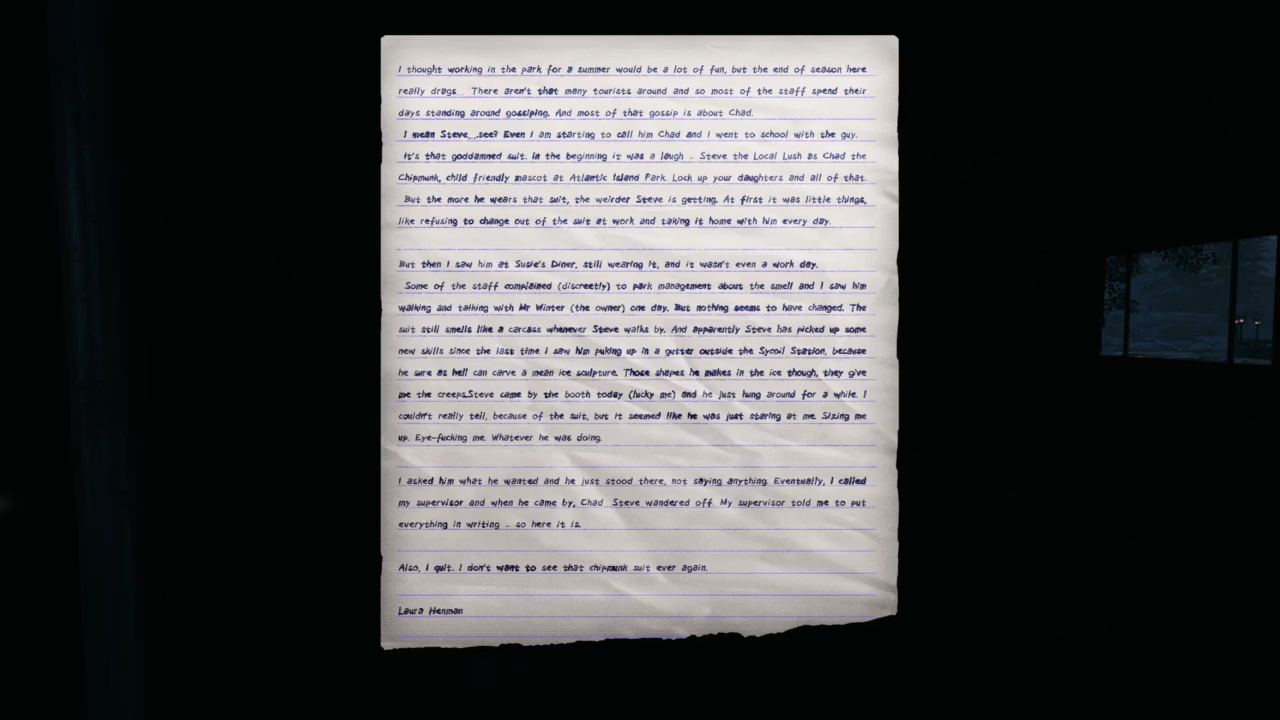 I thought working in the park for a summer would be a lot of fun, but the end of season here
really drags... There aren't that many tourists around and so most of the staff spend their
days standing around gossiping. And most of that gossip is about Chad.
I mean Steve...see? Even I am starting to call him Chad and I went to school with the guy.
It's that goddamned suit. In the beginning it was a laugh - Steve the Local Lush as Chad the
Chipmunk, child friendly mascot at Atlantic Island Park. Lock up your daughters and all of that.
But the more he wears that suit, the weirder Steve is getting. At first it was little things,
like refusing to change out of the suit at work and taking it home with him every day.
But then I saw him at Susie's Diner, still wearing it, and it wasn't even a work day.
Some of the staff complained (discreetly) to park management about the smell and I saw him
walking and talking with Mr Winter (the owner) one day. But nothing seems to have changed. The
suit still smells like a carcass whenever Steve walks by. And apparently Steve has picked up some
new skills since the last time I saw him puking up in a gutter outside the Sycoil Station, because
he sure as hell can carve a mean ice sculpture. Those shapes he makes in the ice though, they give
me the creeps.Steve came by the booth today (lucky me) and he just hung around for a while. I
couldn't really tell, because of the suit, but it seemed like he was just staring at me. Sizing me
up. Eye-fucking me. Whatever he was doing.
I asked him what he wanted and he just stood there, not saying anything. Eventually, I called
my supervisor and when he came by, Chad.. Steve wandered off. My supervisor told me to put
everything in writing - so here it is.
Also, I quit. I don't want to see that chipmunk suit ever again.
Laura Henman